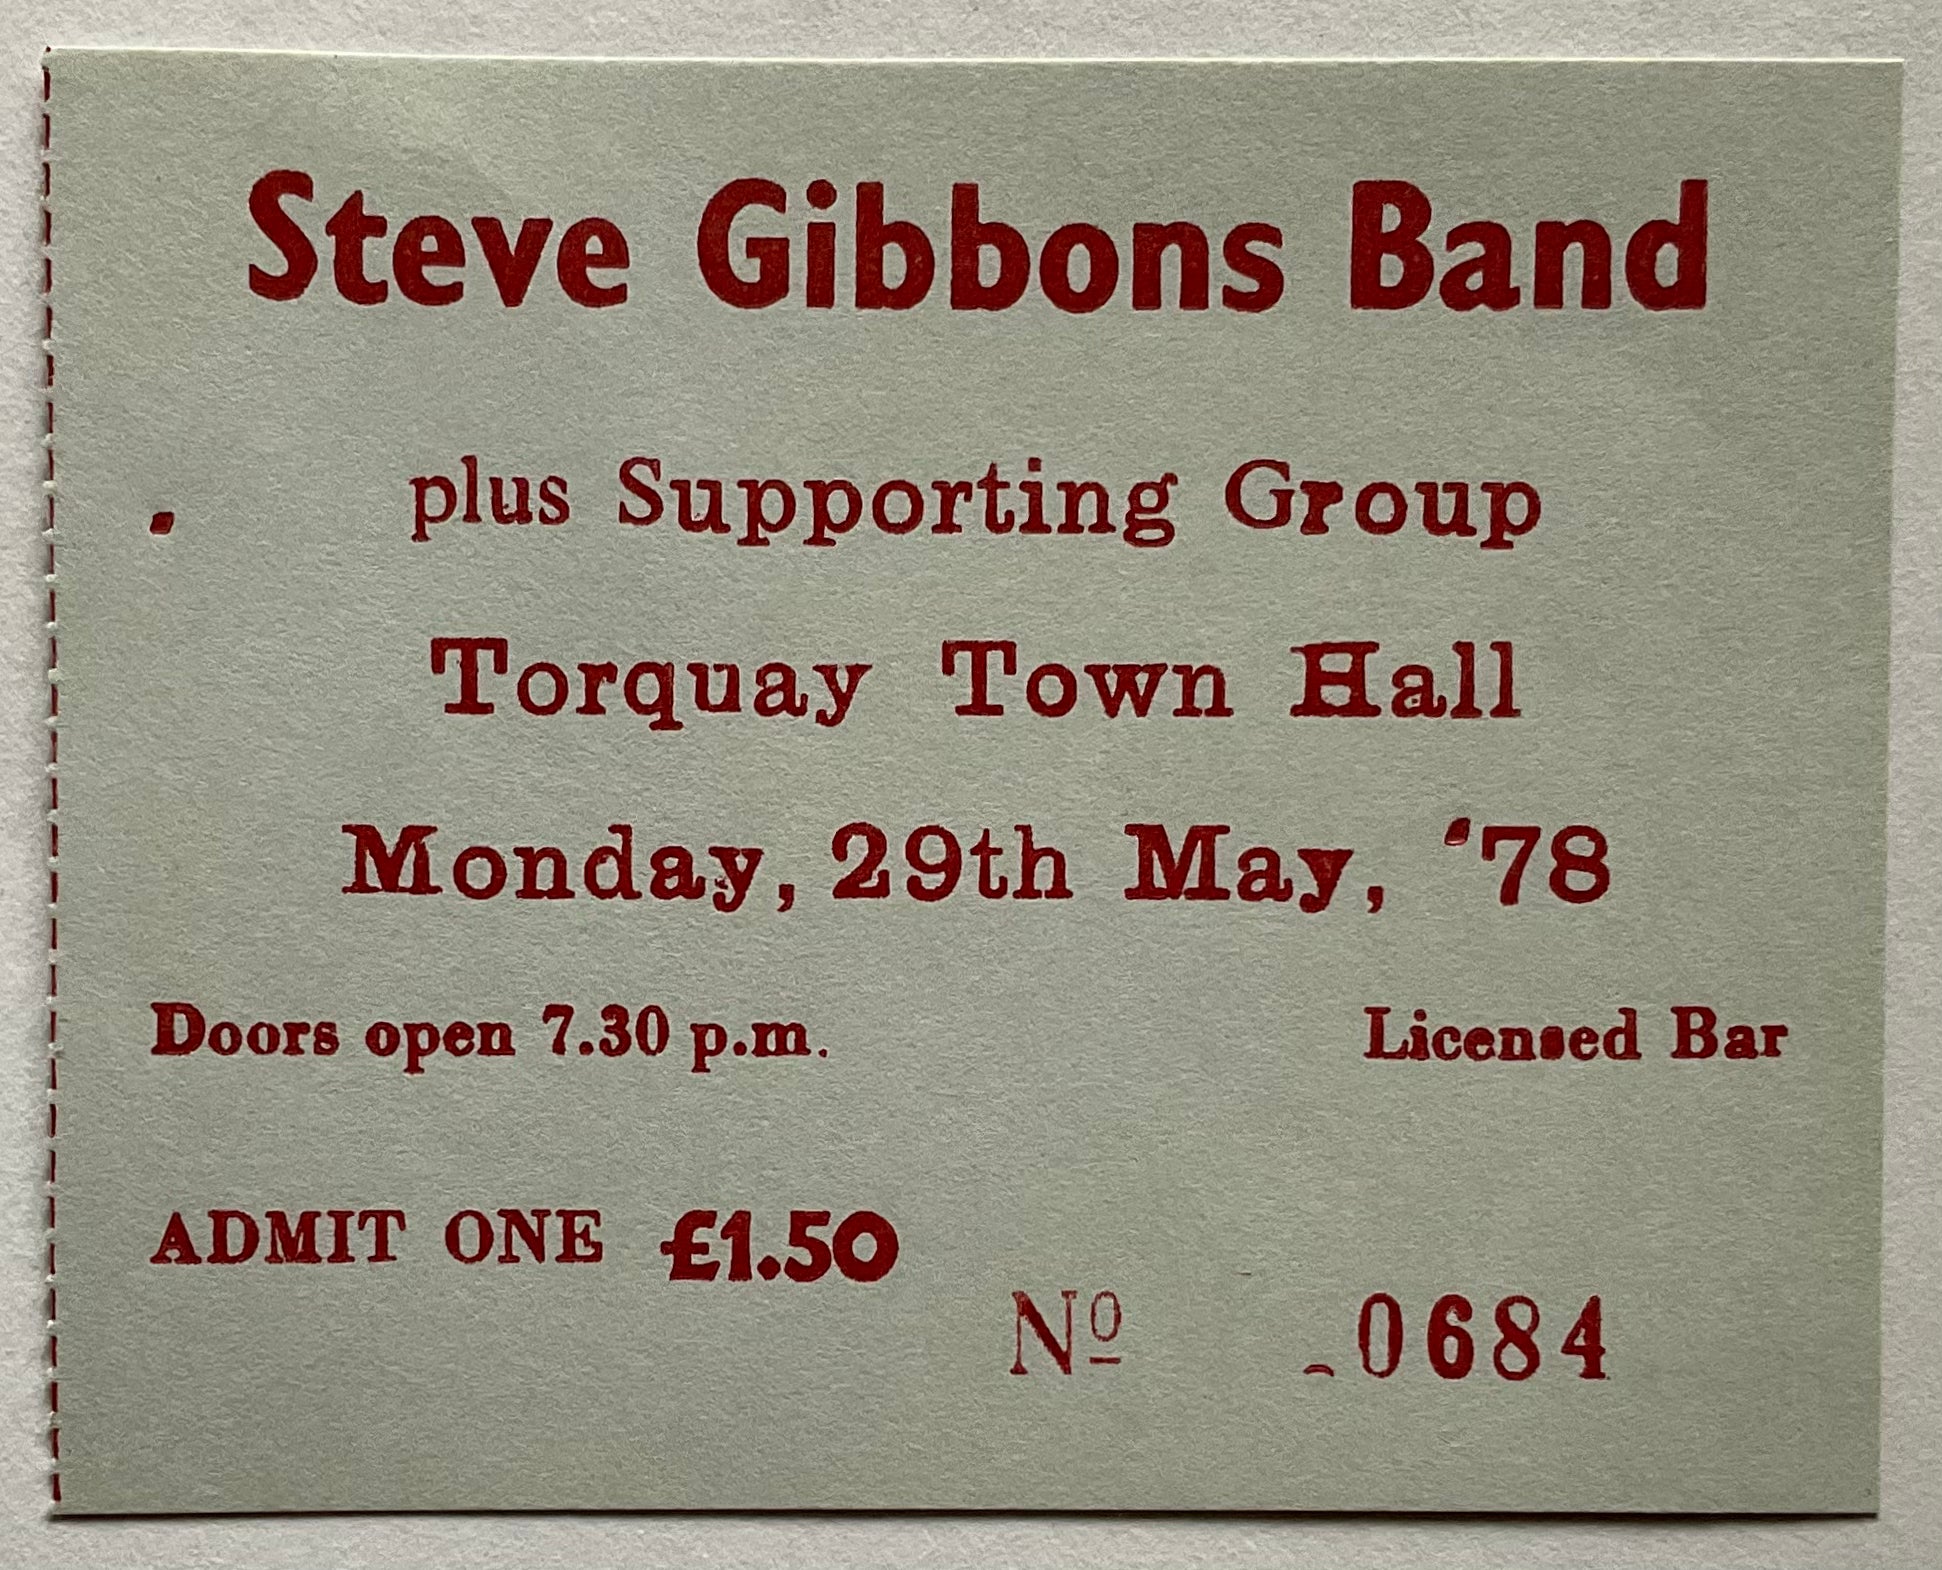 Steve Gibbons Band
plus Supporting Group
Torquay Town Hall
Monday, 29th May, '78
Doors open 7.30 p.m. Licensed Bar
ADMIT ONE £1.50
Nº 0684